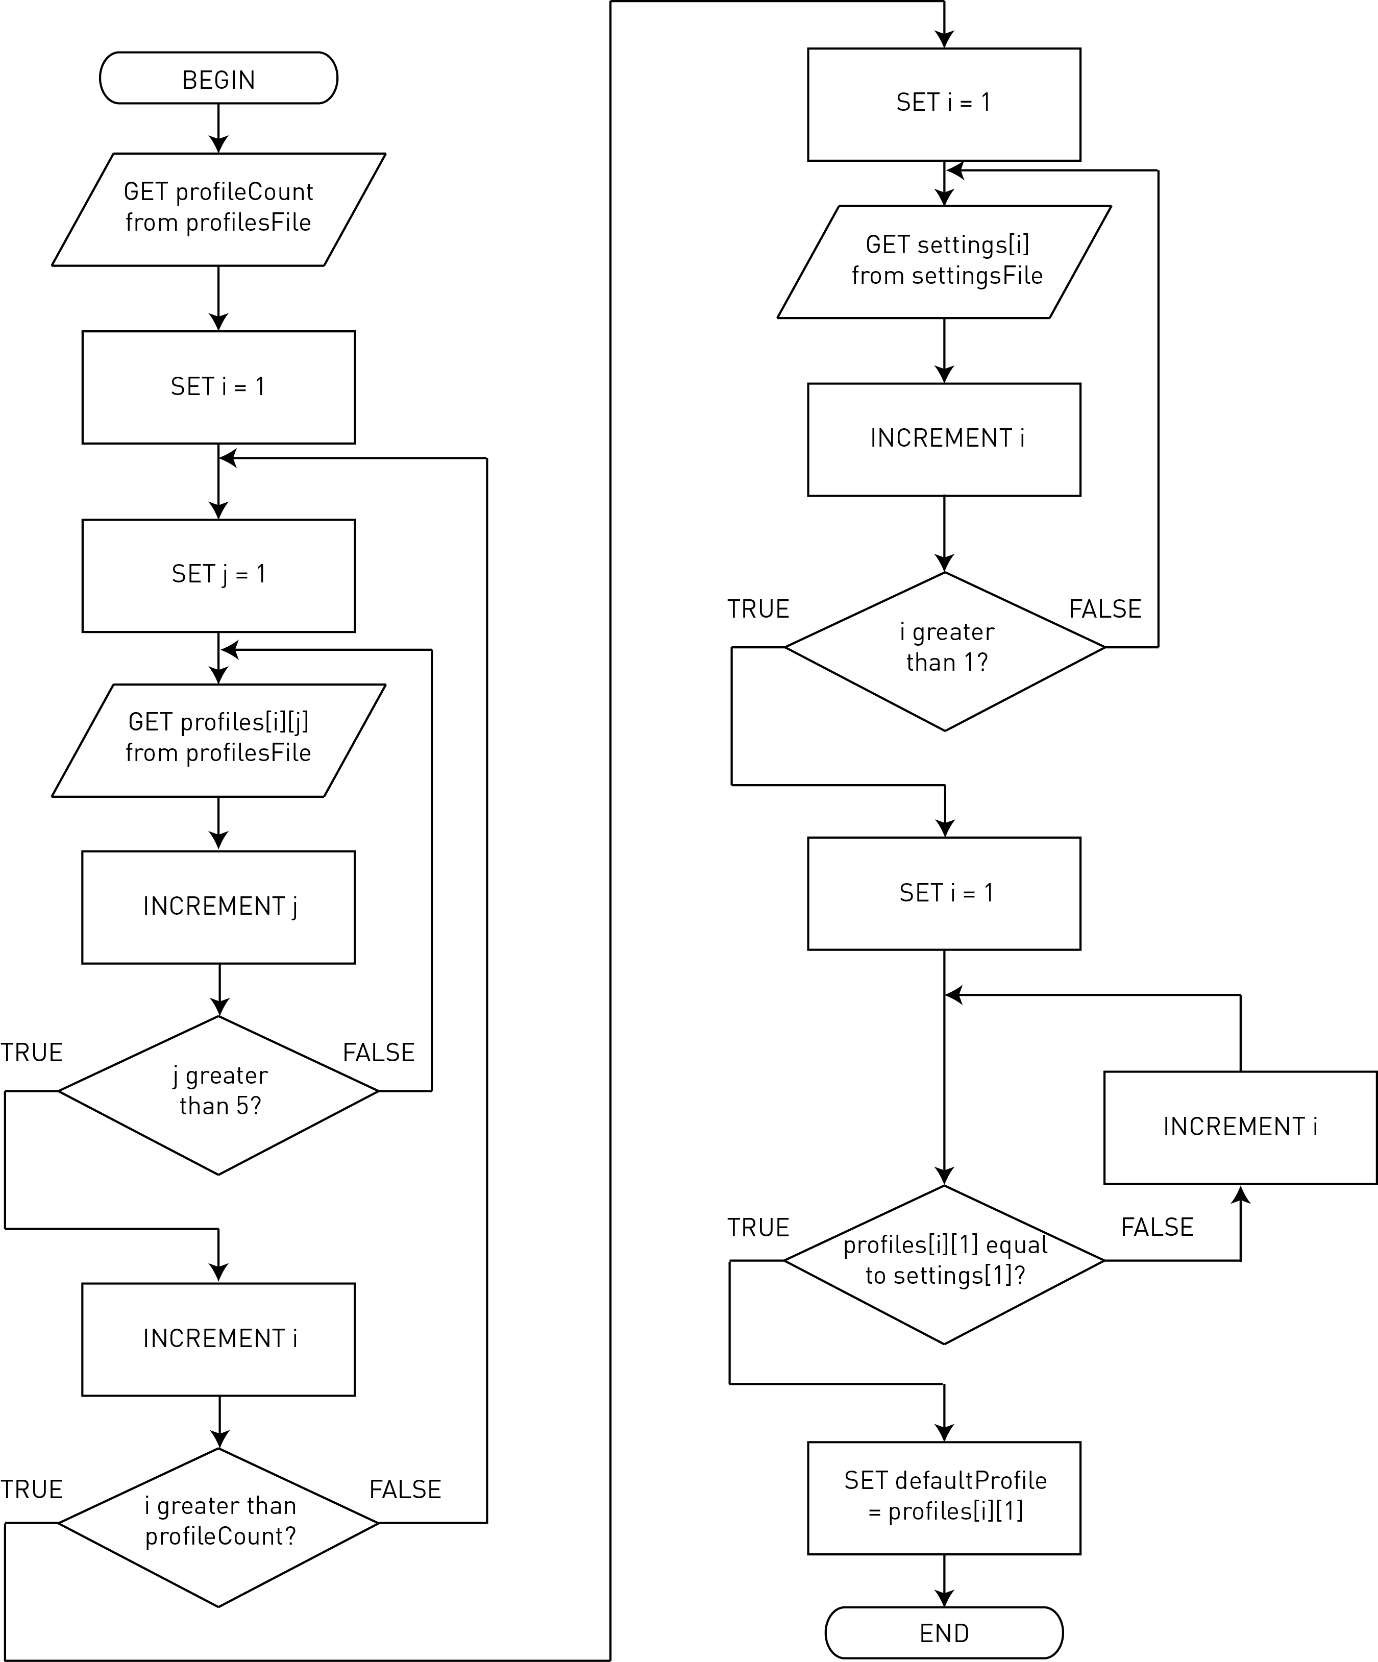 BEGIN
GET profileCount
from profilesFile
SET i = 1
SET j = 1
GET profiles[i][j]
from profilesFile
INCREMENT j
TRUE
FALSE
j greater
than 5?
INCREMENT i
TRUE
FALSE
i greater than
profileCount?
SET i = 1
GET settings[i]
from settingsFile
INCREMENT i
TRUE
FALSE
i greater
than 1?
SET i = 1
INCREMENT i
TRUE
FALSE
profiles[i][1] equal
to settings[1]?
SET defaultProfile
= profiles[i][1]
END